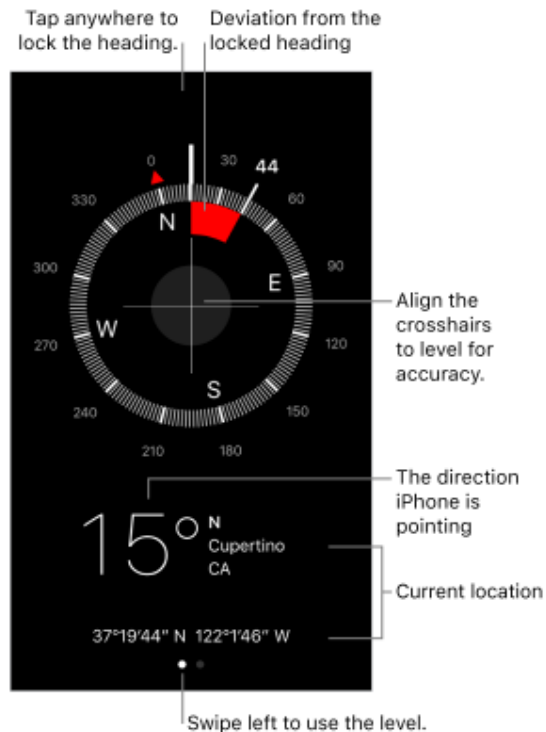 Tap anywhere to
lock the heading.
Deviation from the
locked heading
0
30
44
60
330
N
300
E
90
W
270
120
S
240
150
210
180
Align the
crosshairs
to level for
accuracy.
The direction
iPhone is
pointing
15° N
Cupertino
CA
Current location
37°19'44" N 122°1'46" W
Swipe left to use the level.